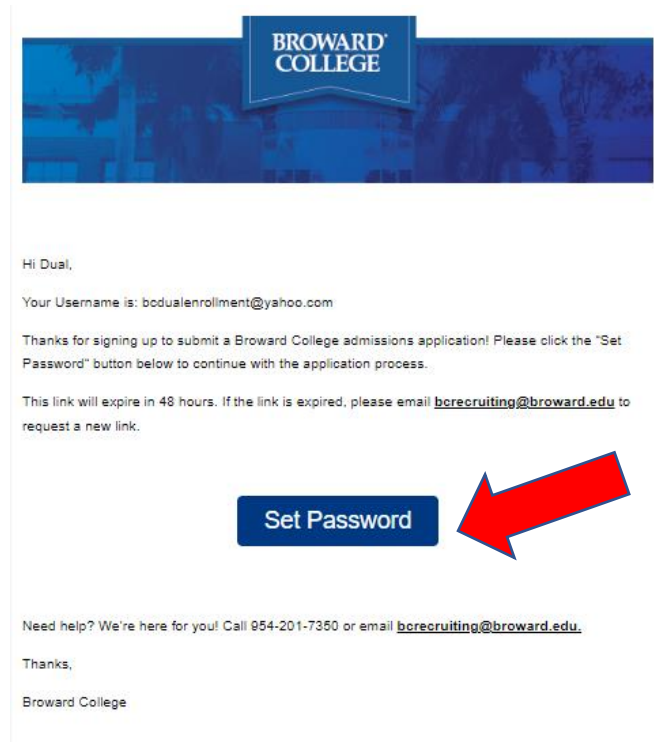 BROWARD®
COLLEGE
Hi Dual,
Your Username is: bcdualenrollment@yahoo.com
Thanks for signing up to submit a Broward College admissions application! Please click the "Set
Password" button below to continue with the application process.
This link will expire in 48 hours. If the link is expired, please email bcrecruiting@broward.edu to
request a new link.
Set Password
Need help? We're here for you! Call 954-201-7350 or email bcrecruiting@broward.edu.
Thanks,
Broward College